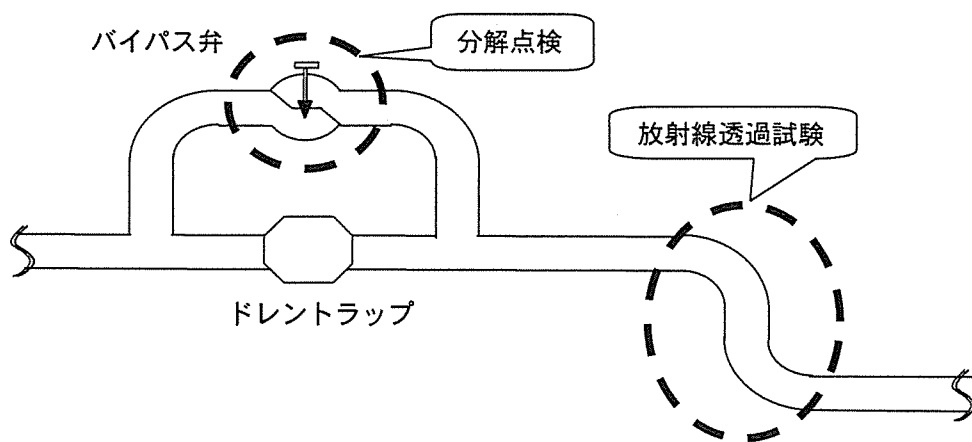 バイパス弁
分解点検
放射線透過試験
ドレントラップ